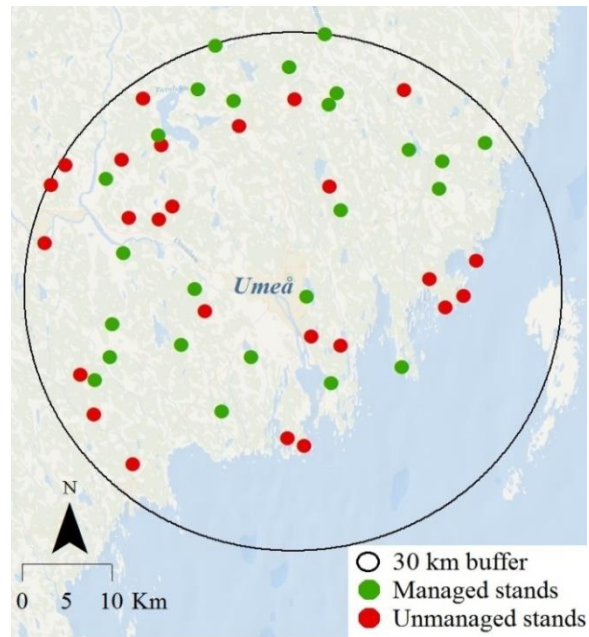 Umeå
N
0 5 10 Km
30 km buffer
Managed stands
Unmanaged stands